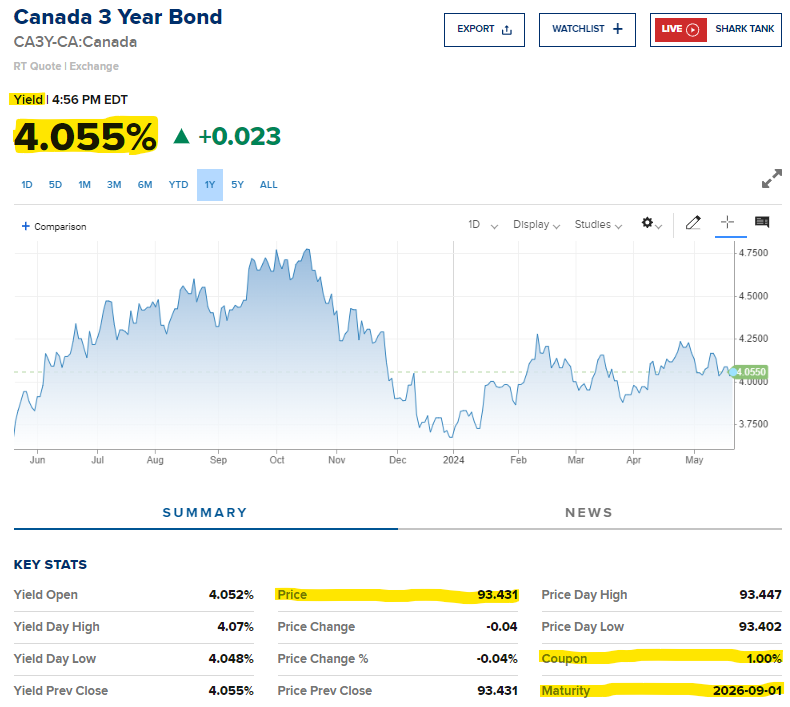 Canada 3 Year Bond
CA3Y-CA:Canada
RT Quote | Exchange
EXPORT
WATCHLIST +
LIVE SHARK TANK
Yield | 4:56 PM EDT
4.055% ▲ +0.023
1D 5D 1M 3M 6M YTD 1Y 5Y ALL
+ Comparison
1D Display Studies
4.7500
4.5000
4.2500
4.0550
4.0000
3.7500
Jun Jul Aug Sep Oct Nov Dec 2024 Feb Mar Apr May
SUMMARY NEWS
KEY STATS
Yield Open 4.052% Price 93.431 Price Day High 93.447
Yield Day High 4.07% Price Change -0.04 Price Day Low 93.402
Yield Day Low 4.048% Price Change % -0.04% Coupon 1.00%
Yield Prev Close 4.055% Price Prev Close 93.431 Maturity 2026-09-01